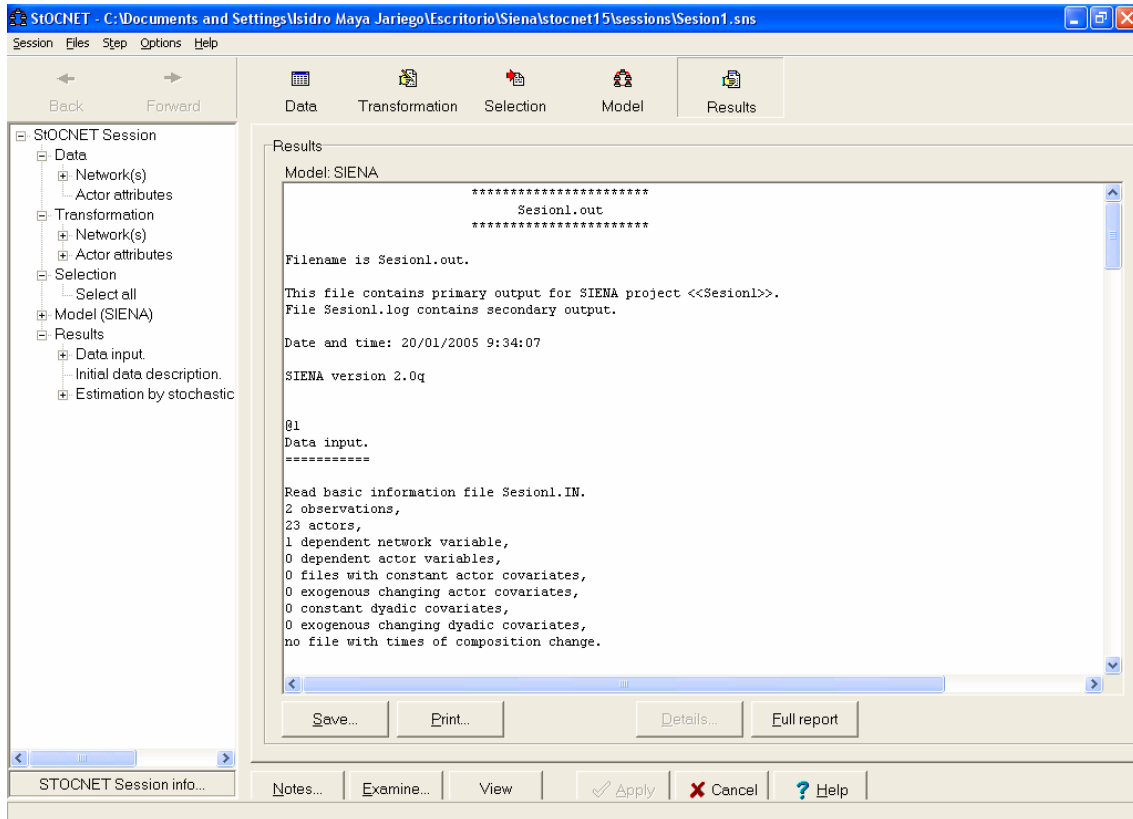 StOCNET - C:\Documents and Settings\Isidro Maya Jariego\Escritorio\Siena\stocnet15\sessions\Sesion1.sns
Session Files Step Options Help
Back Forward Data Transformation Selection Model Results
StOCNET Session
Data
Network(s)
Actor attributes
Transformation
Network(s)
Actor attributes
Selection
Select all
Model (SIENA)
Results
Data input.
Initial data description.
Estimation by stochastic
STOCNET Session info...
Results
Model: SIENA
***********************
Sesion1.out
***********************
Filename is Sesion1.out.
This file contains primary output for SIENA project <<Sesion1>>.
File Sesion1.log contains secondary output.
Date and time: 20/01/2005 9:34:07
SIENA version 2.0q
@1
Data input.
===========
Read basic information file Sesion1.IN.
2 observations,
23 actors,
1 dependent network variable,
0 dependent actor variables,
0 files with constant actor covariates,
0 exogenous changing actor covariates,
0 constant dyadic covariates,
0 exogenous changing dyadic covariates,
no file with times of composition change.
Save... Print... Details... Full report
Notes... Examine... View Apply Cancel Help